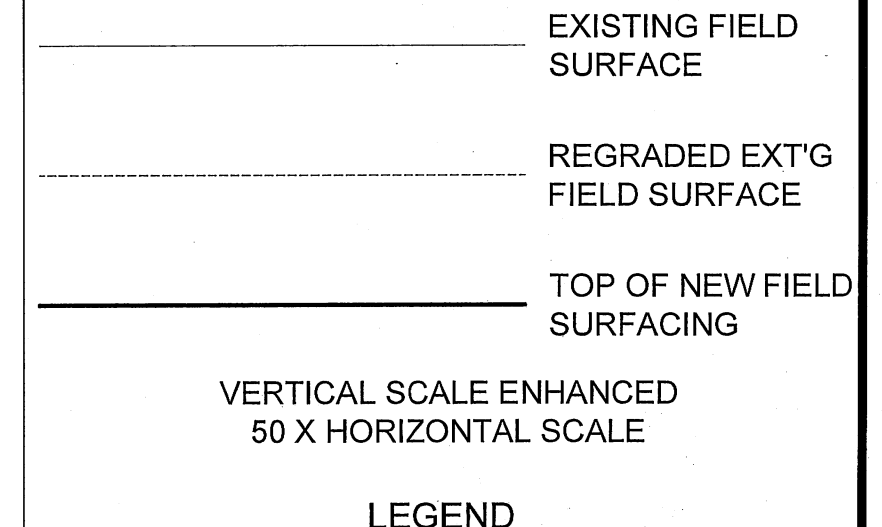 EXISTING FIELD
SURFACE
REGRADED EXT'G
FIELD SURFACE
TOP OF NEW FIELD
SURFACING
VERTICAL SCALE ENHANCED
50 X HORIZONTAL SCALE
LEGEND